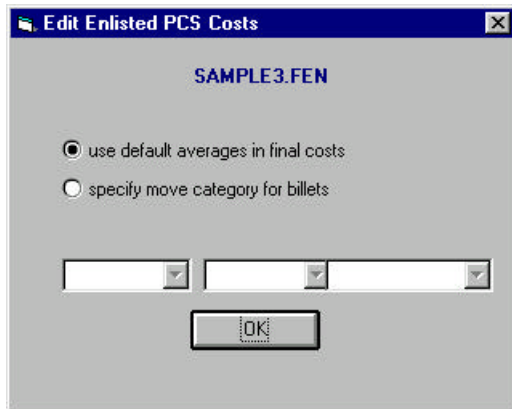 Edit Enlisted PCS Costs
SAMPLE3.FEN
use default averages in final costs
specify move category for billets
OK